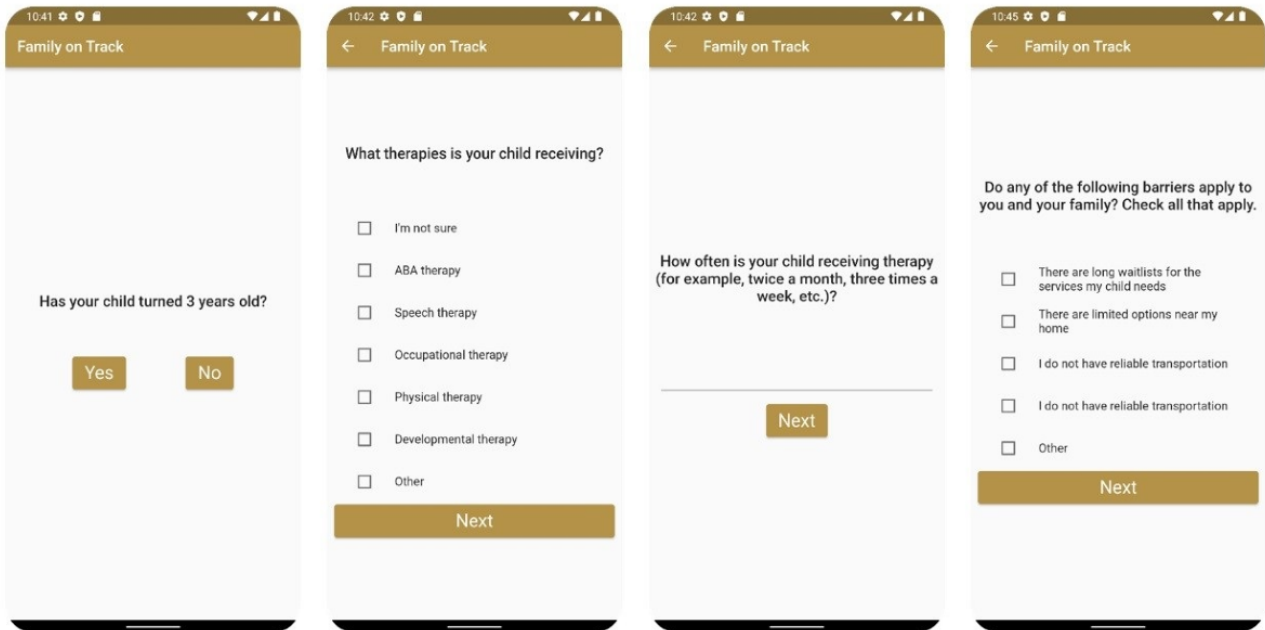 10:41
Family on Track
Has your child turned 3 years old?
Yes
No
10:42
Family on Track
What therapies is your child receiving?
I'm not sure
ABA therapy
Speech therapy
Occupational therapy
Physical therapy
Developmental therapy
Other
Next
10:42
Family on Track
How often is your child receiving therapy
(for example, twice a month, three times a
week, etc.)?
Next
10:45
Family on Track
Do any of the following barriers apply to
you and your family? Check all that apply.
There are long waitlists for the
services my child needs
There are limited options near my
home
I do not have reliable transportation
I do not have reliable transportation
Other
Next